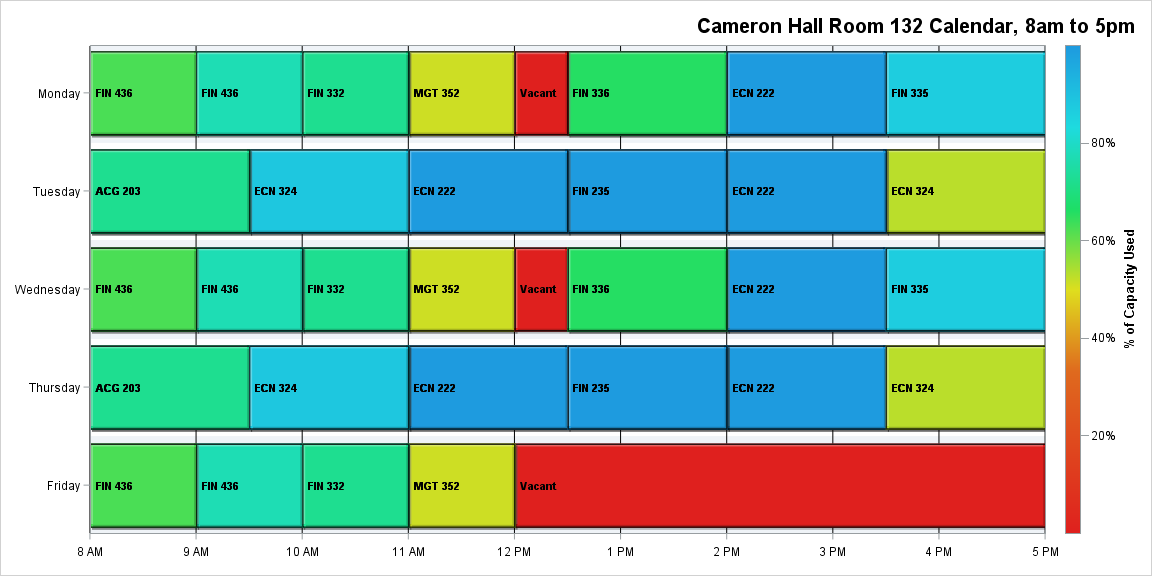 Cameron Hall Room 132 Calendar, 8am to 5pm
Monday
FIN 436 FIN 436 FIN 332 MGT 352 Vacant FIN 336 ECN 222 FIN 335
Tuesday
ACG 203 ECN 324 ECN 222 FIN 235 ECN 222 ECN 324
Wednesday
FIN 436 FIN 436 FIN 332 MGT 352 Vacant FIN 336 ECN 222 FIN 335
Thursday
ACG 203 ECN 324 ECN 222 FIN 235 ECN 222 ECN 324
Friday
FIN 436 FIN 436 FIN 332 MGT 352 Vacant
8 AM 9 AM 10 AM 11 AM 12 PM 1 PM 2 PM 3 PM 4 PM 5 PM
80%
60%
40%
20%
% of Capacity Used